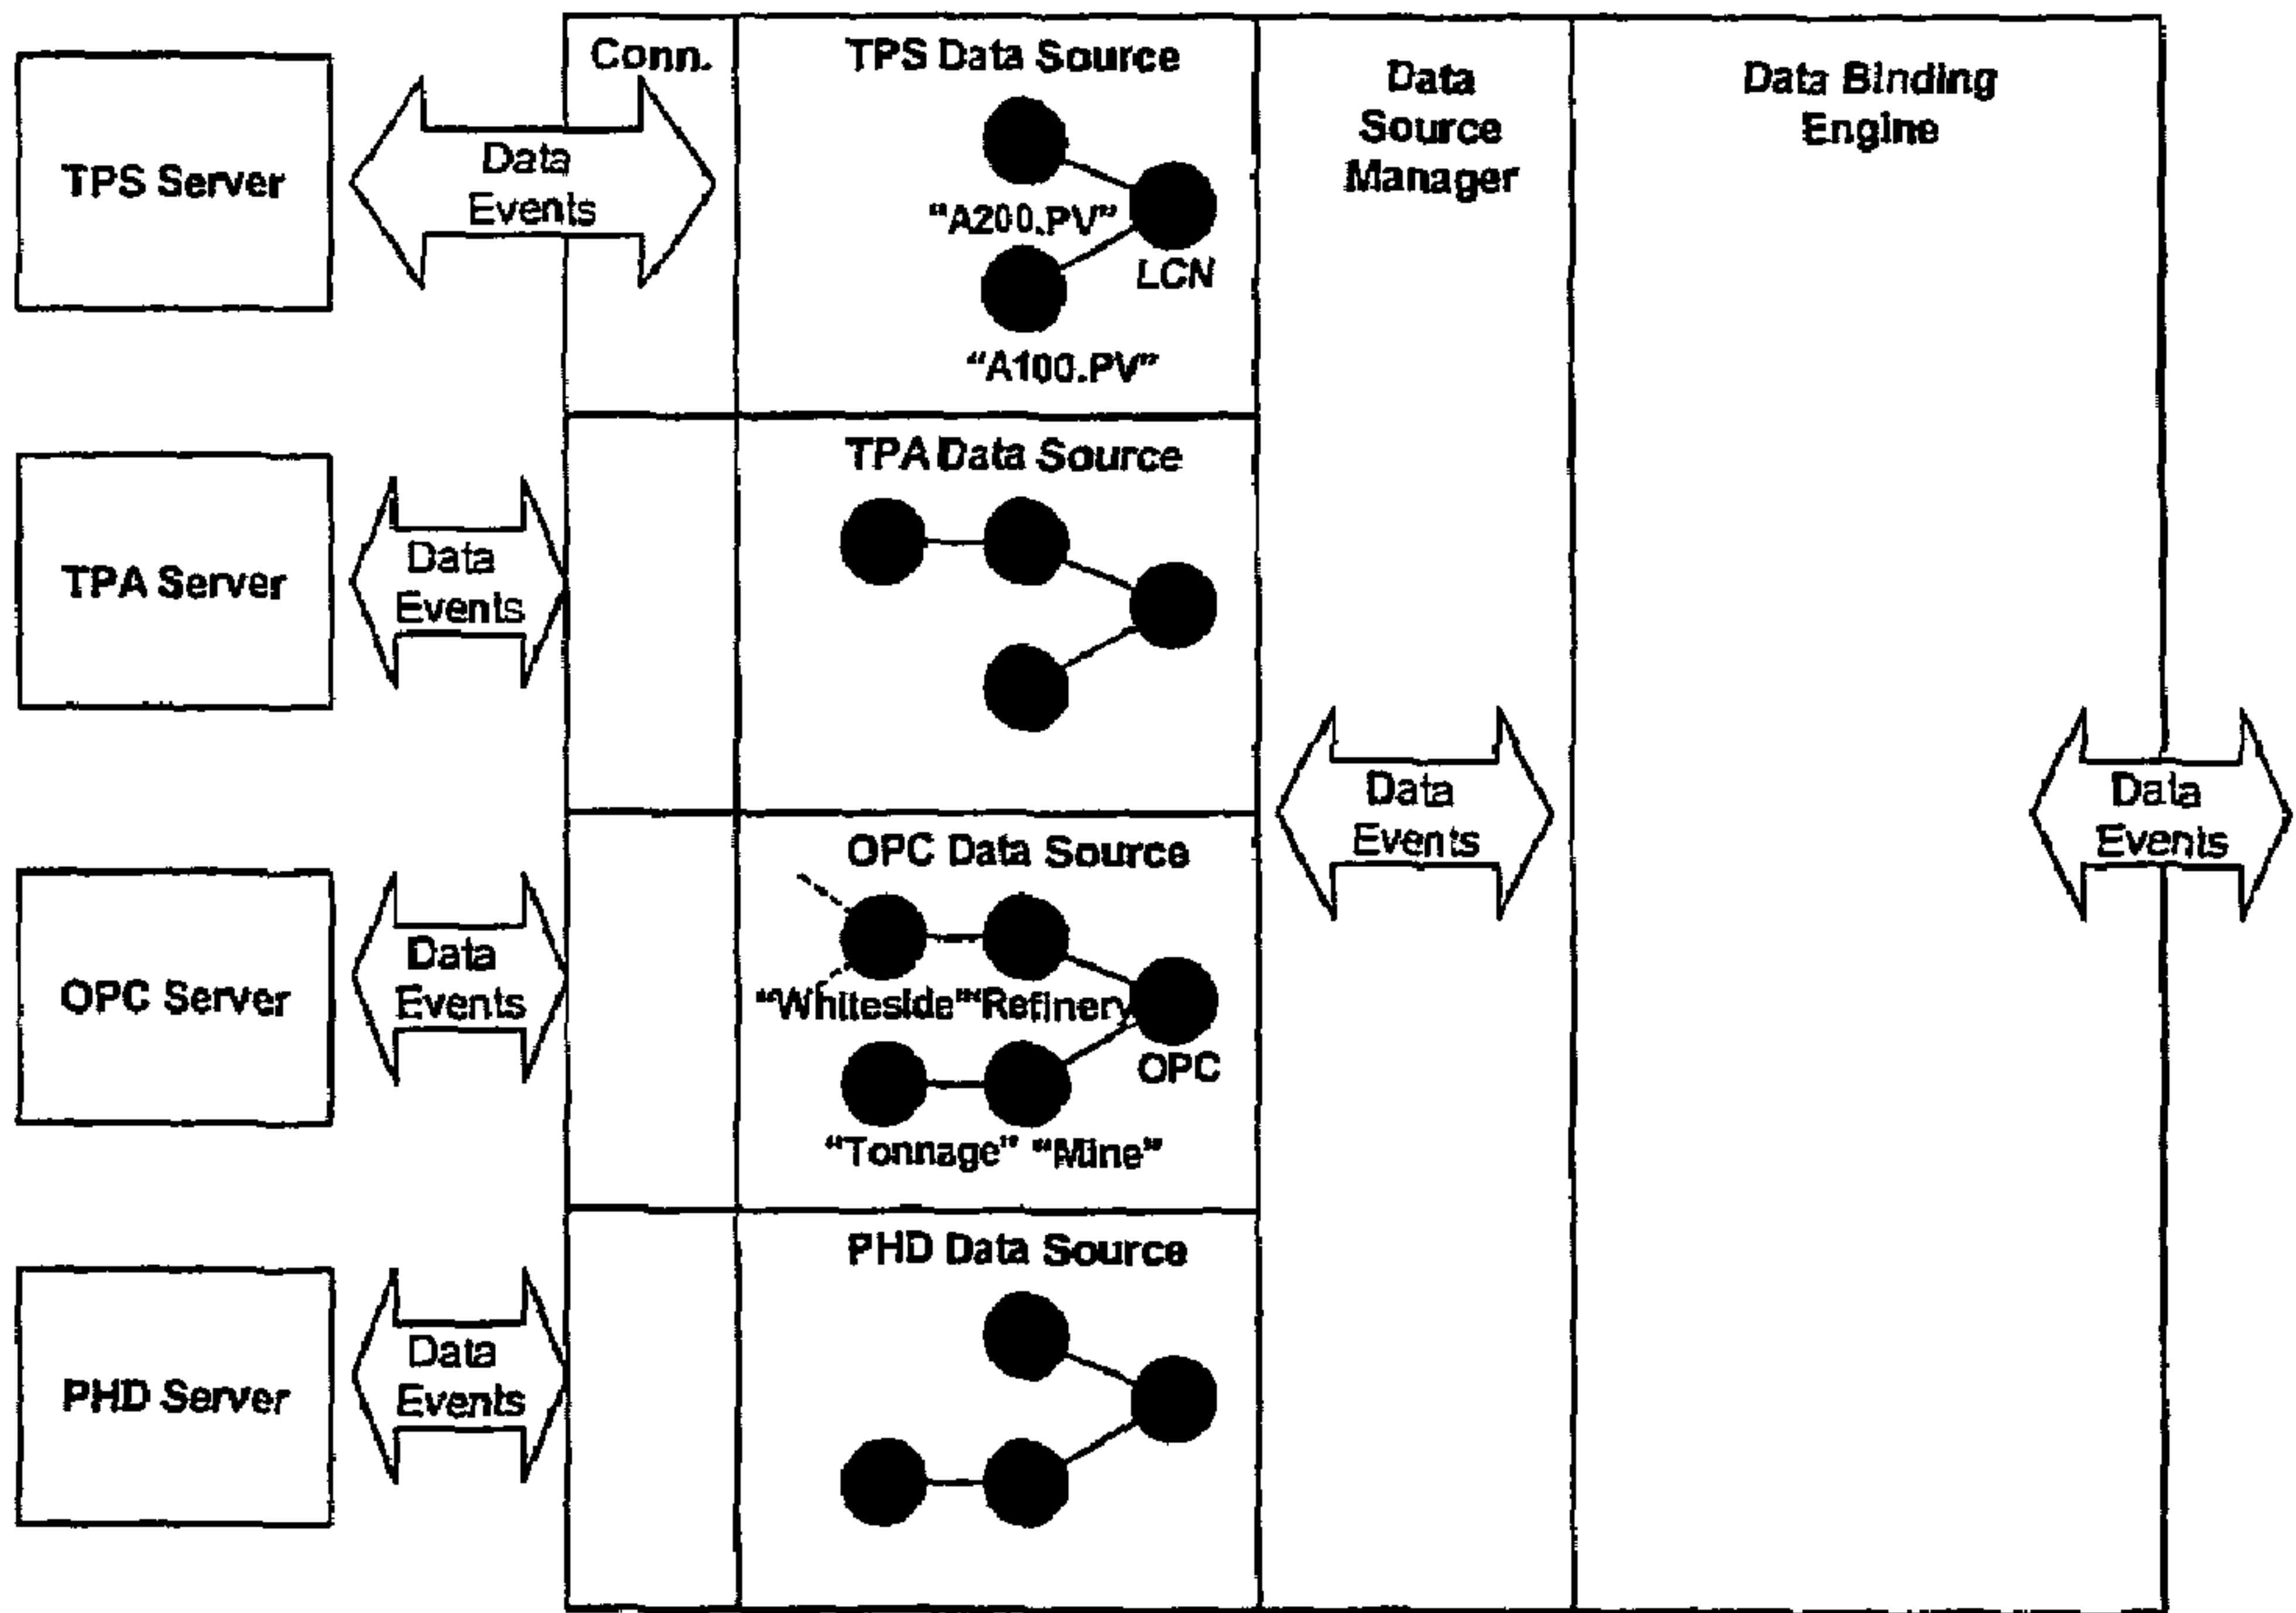 Conn.
TPS Data Source
Data
Source
Manager
Data Binding
Engine
TPS Server
Data
Events
"A200.PV"
LCN
"A100.PV"
TPA Data Source
TPA Server
Data
Events
Data
Events
Data
Events
OPC Data Source
OPC Server
Data
Events
"Whiteside" "Refinery
OPC
"Tonnage" "Mine"
PHD Data Source
PHD Server
Data
Events